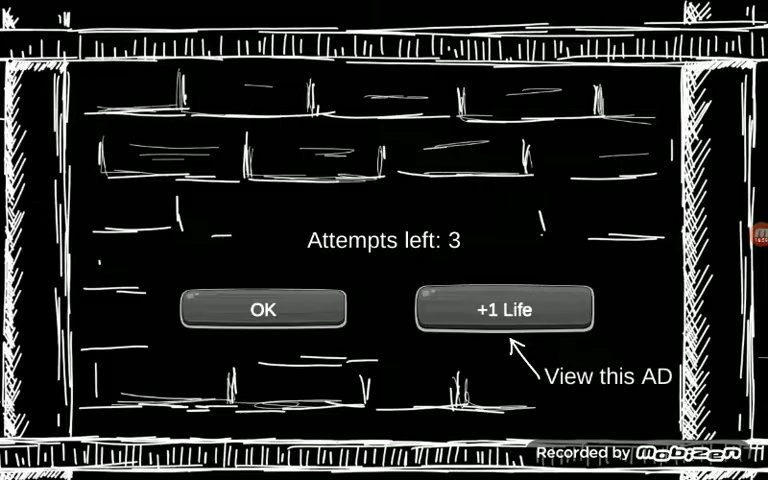 Attempts left: 3
OK
+1 Life
View this AD
Recorded by mobizen